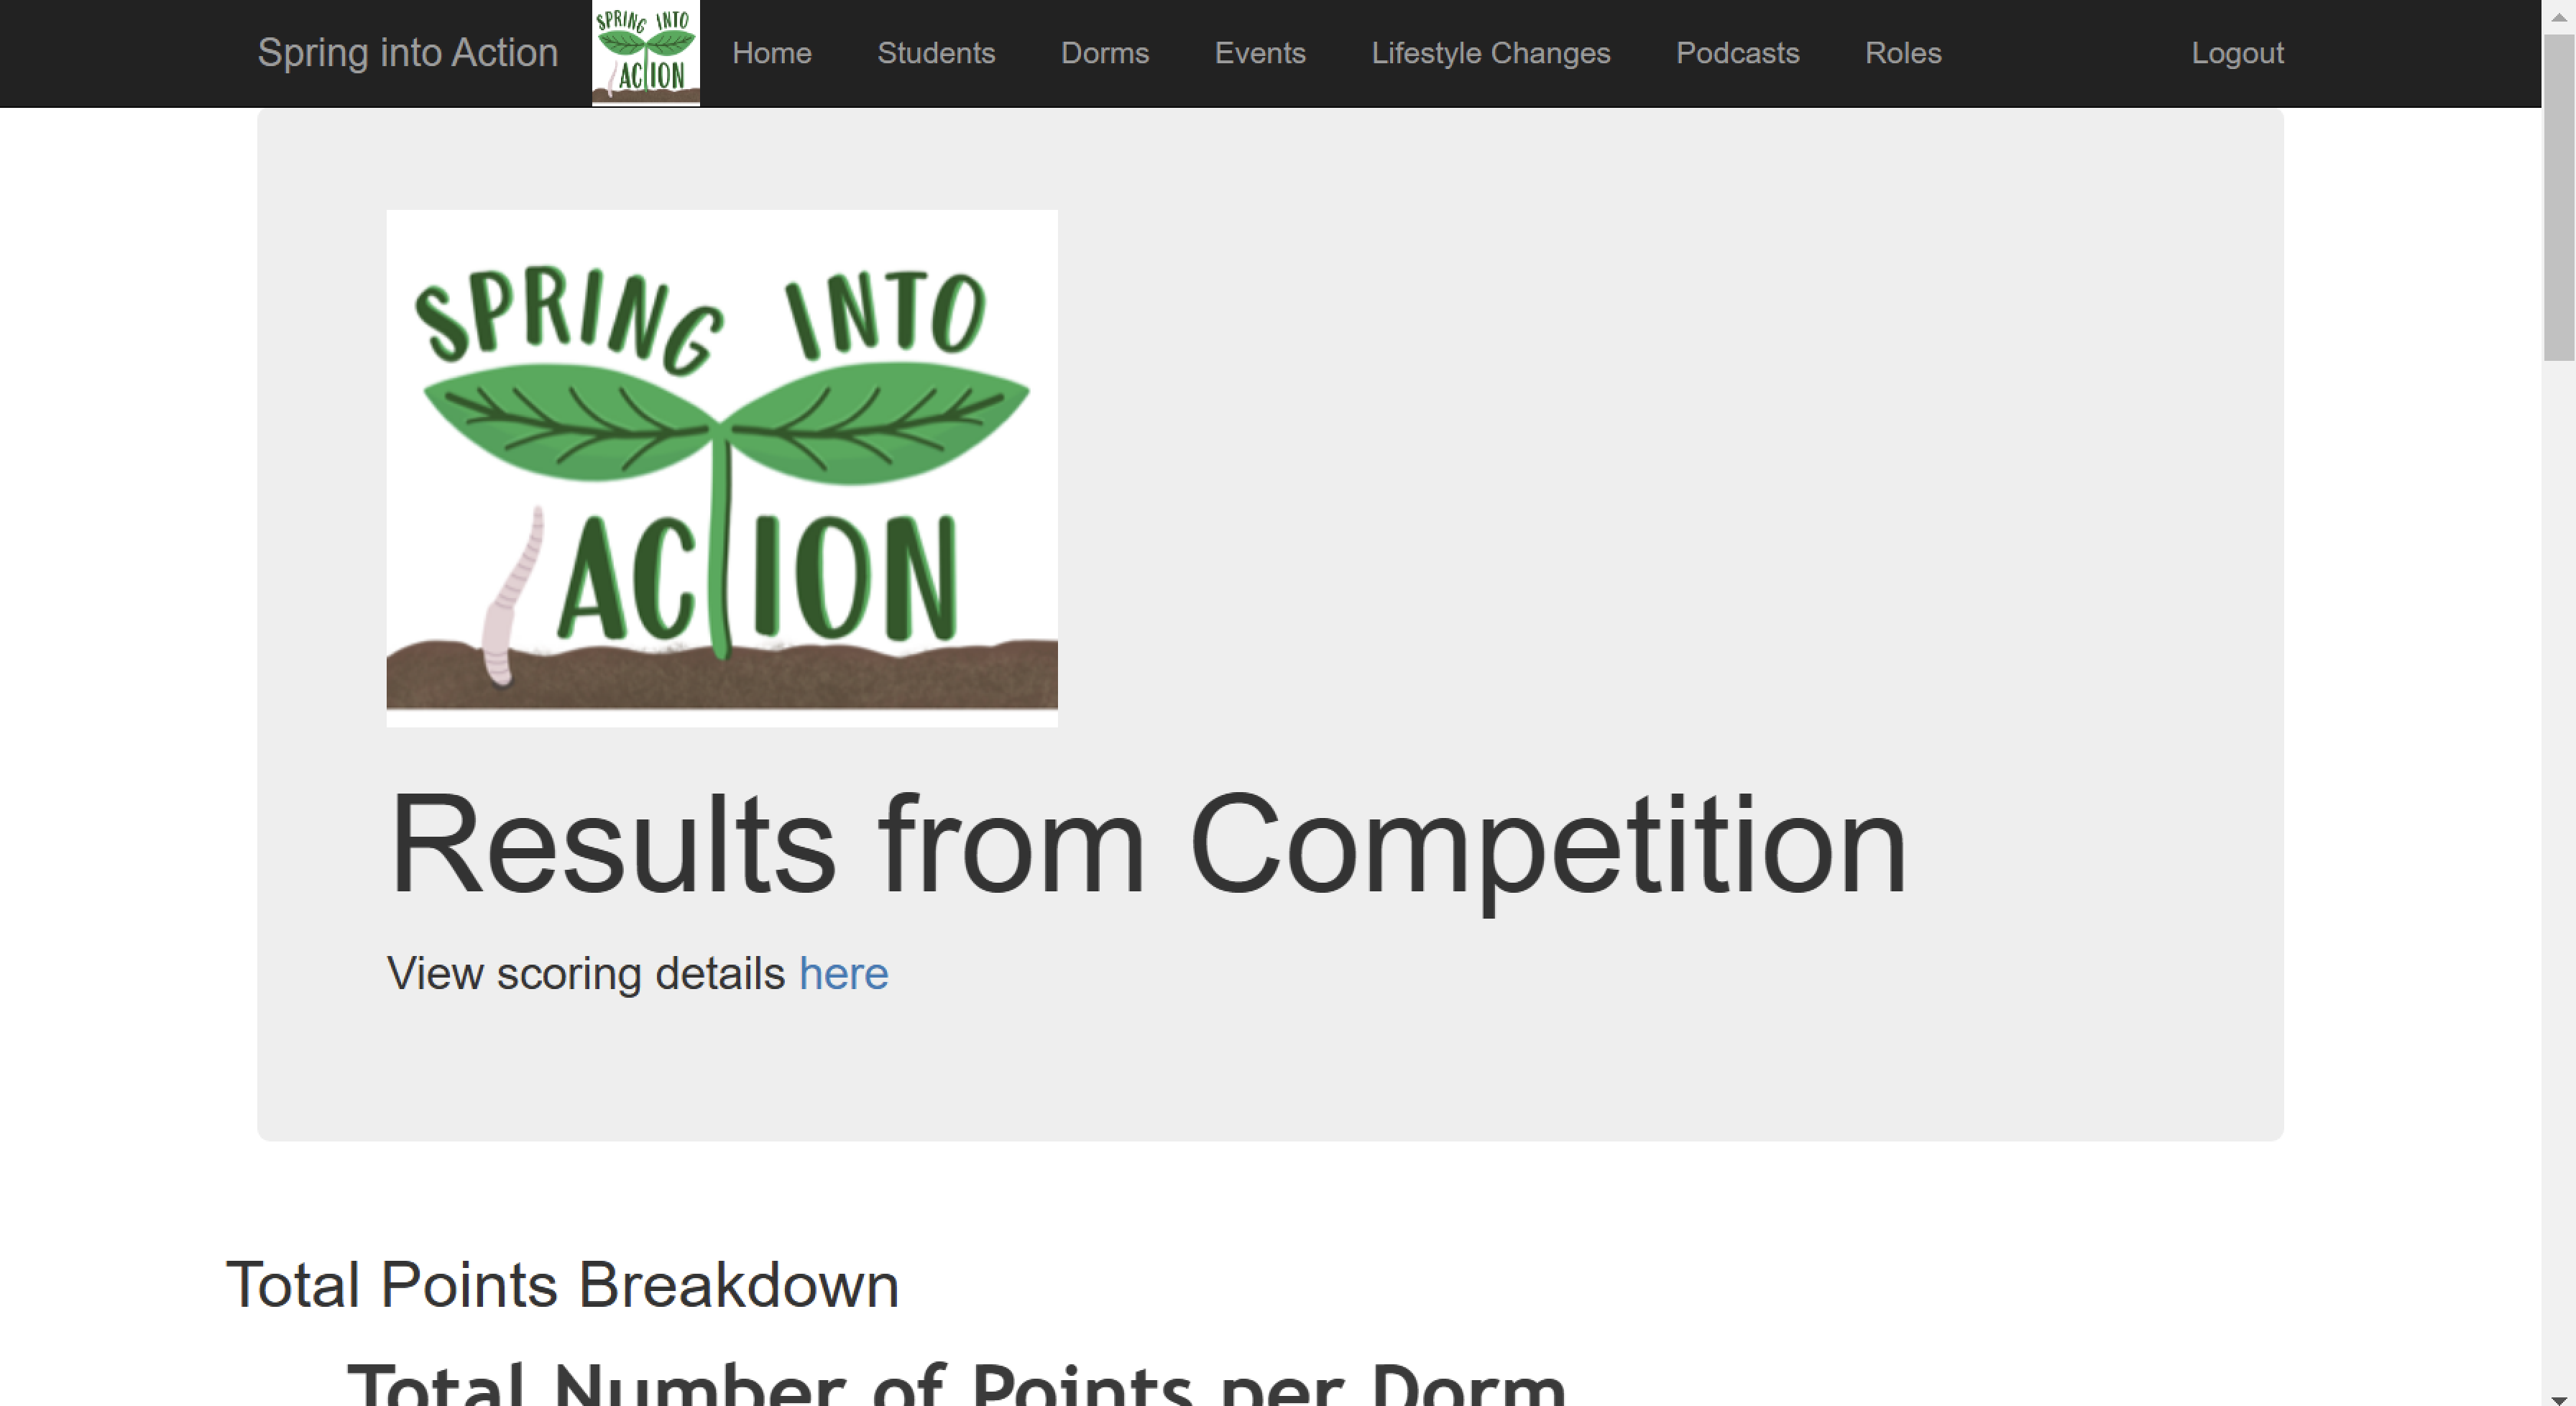 Spring into Action SPRING INTO ACTION Home Students Dorms Events Lifestyle Changes Podcasts Roles Logout
SPRING INTO
ACTION
Results from Competition
View scoring details here
Total Points Breakdown
Total Number of Points per Dorm